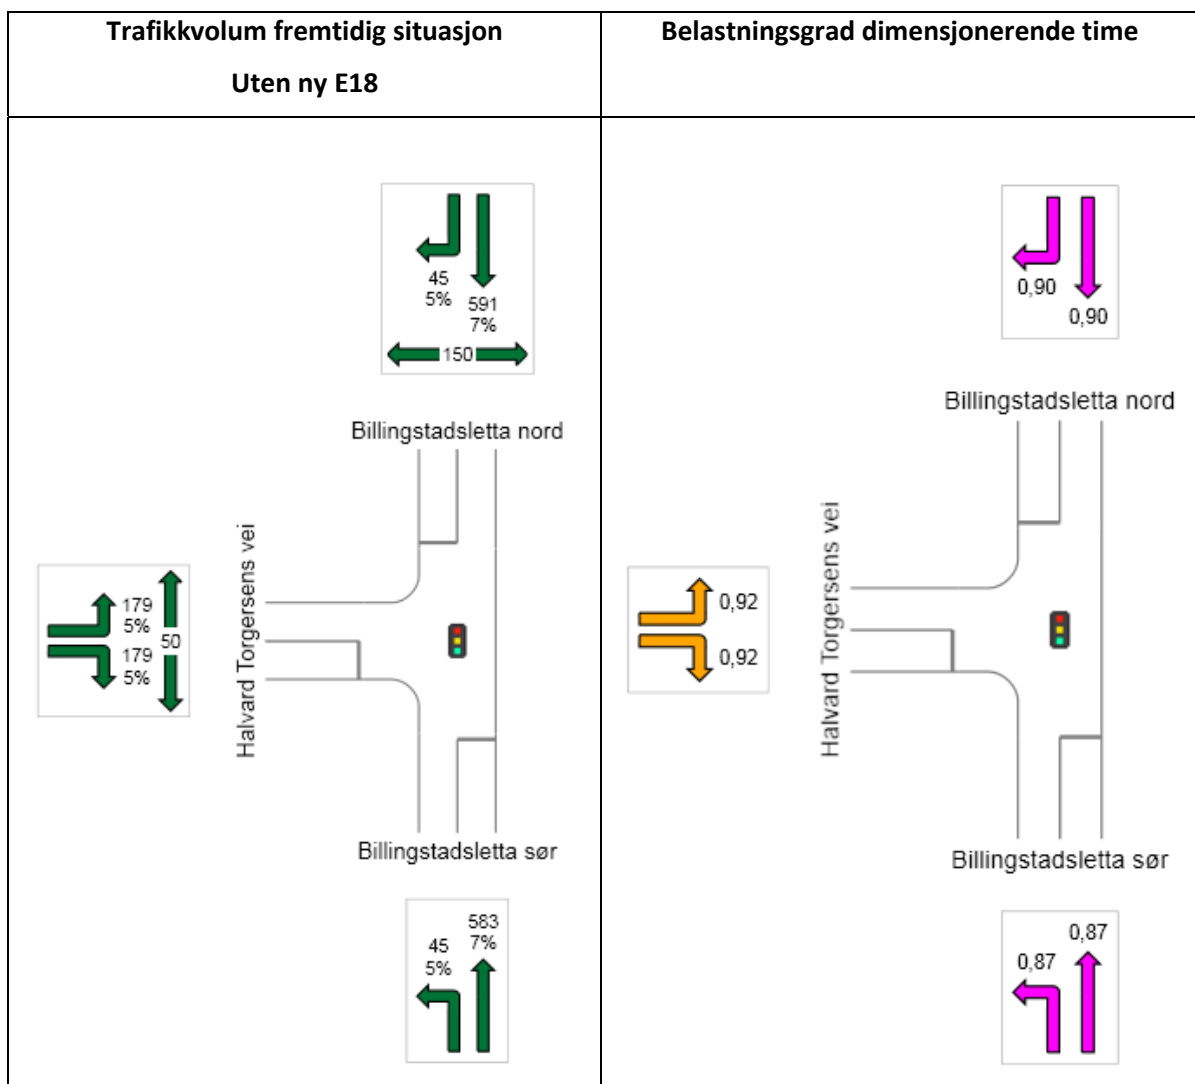 Trafikkvolum fremtidig situasjon
Uten ny E18
Belastningsgrad dimensjonerende time
45
5%
591
7%
150
Billingstadsletta nord
Halvard Torgersens vei
179
5%
50
179
5%
Billingstadsletta sør
583
7%
45
5%
0,90
0,90
Billingstadsletta nord
Halvard Torgersens vei
0,92
0,92
Billingstadsletta sør
0,87
0,87